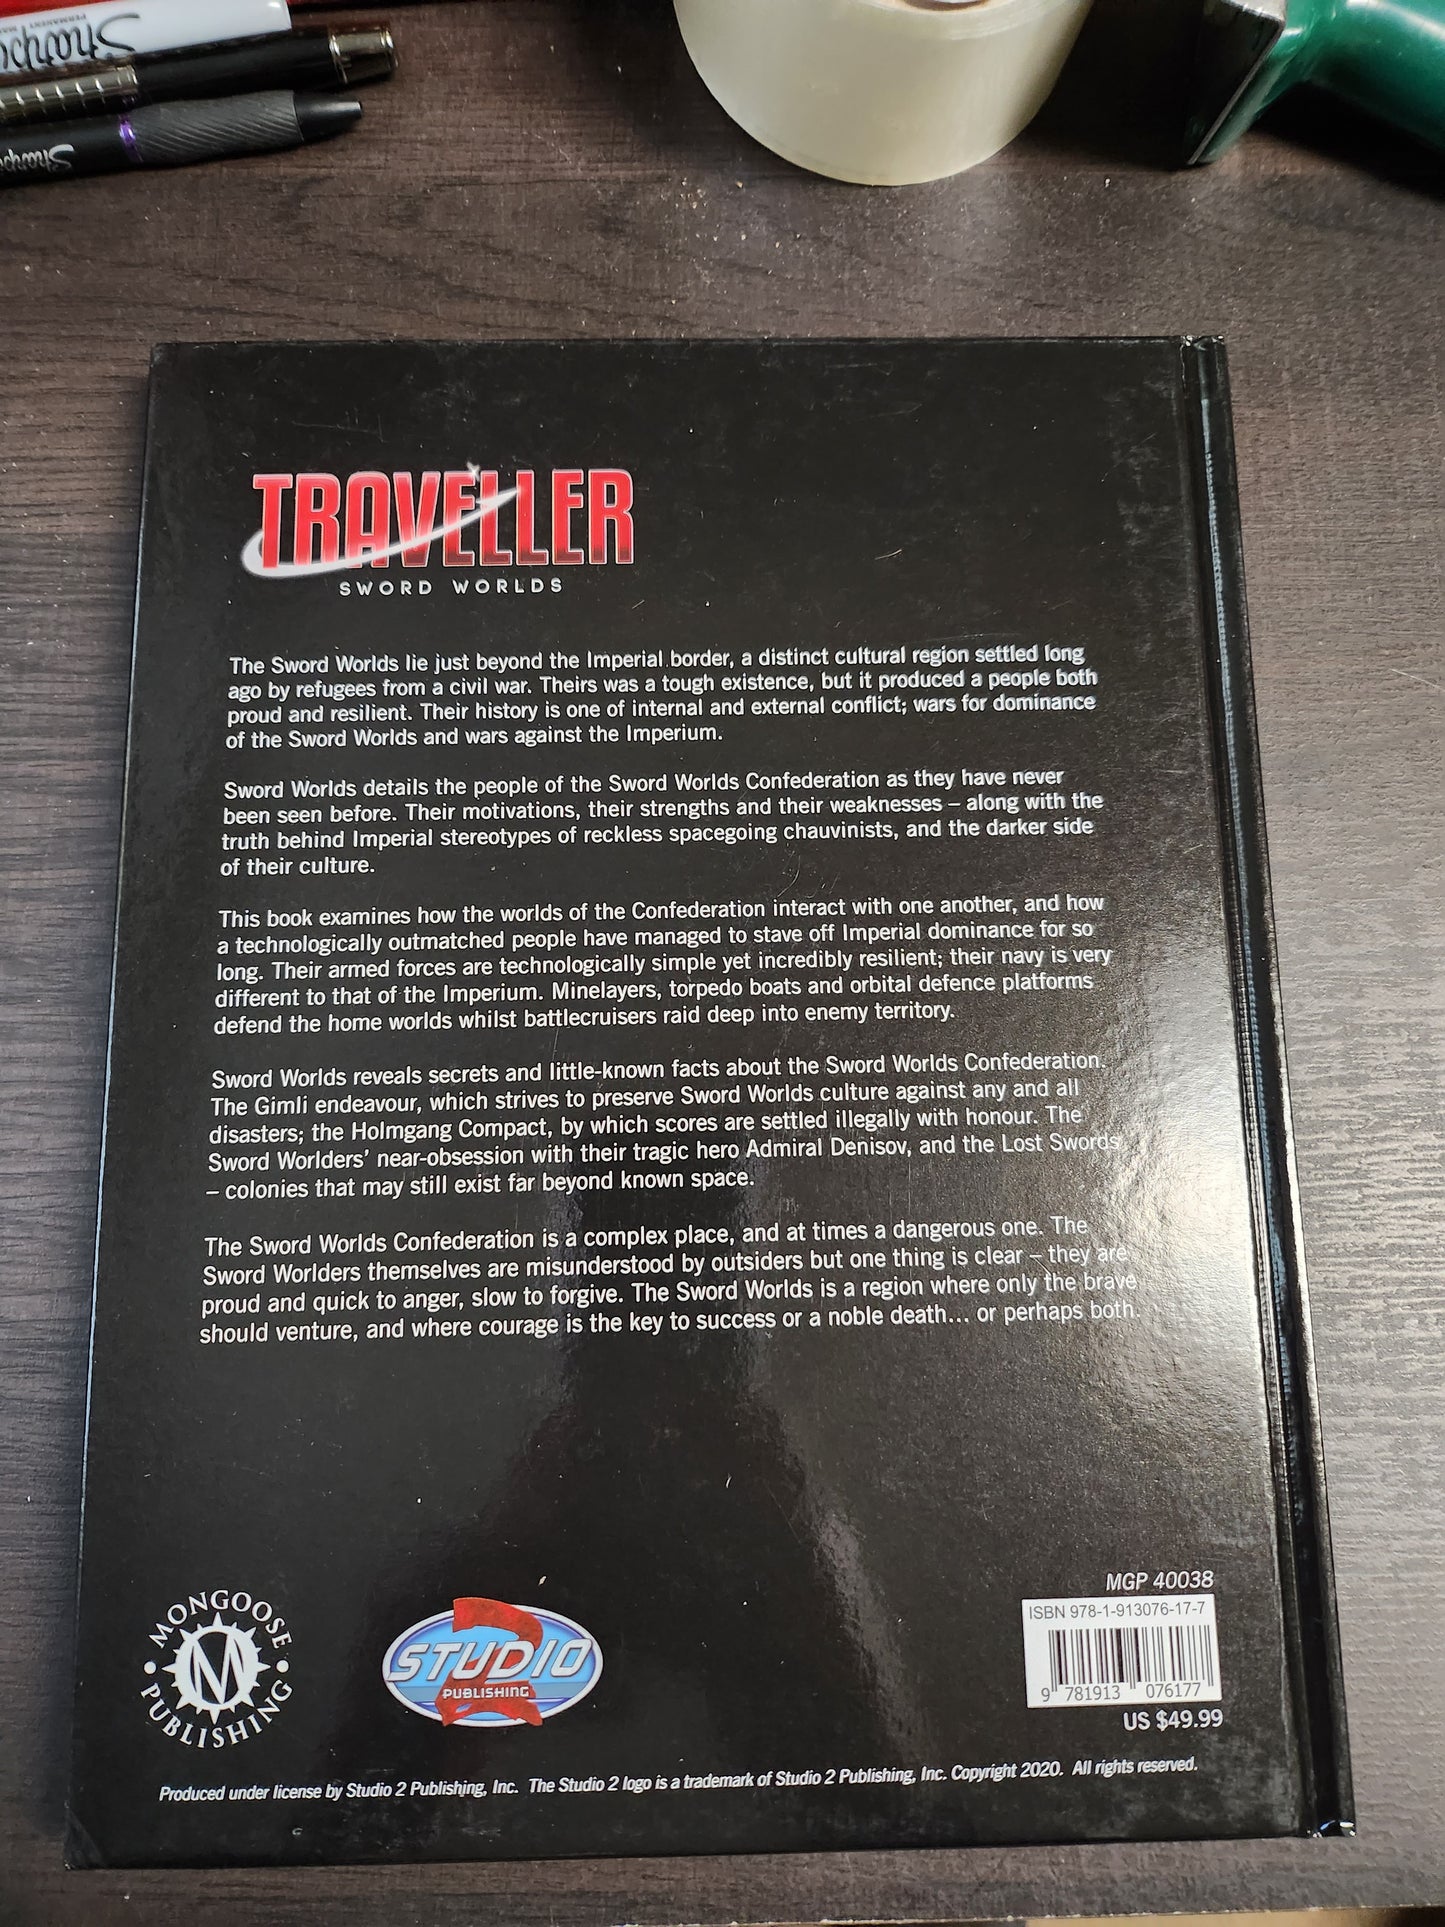 Sharpie
PERMANENT
Sharpie
TRAVELLER
SWORD WORLDS
The Sword Worlds lie just beyond the Imperial border, a distinct cultural region settled long
ago by refugees from a civil war. Theirs was a tough existence, but it produced a people both
proud and resilient. Their history is one of internal and external conflict; wars for dominance
of the Sword Worlds and wars against the Imperium.
Sword Worlds details the people of the Sword Worlds Confederation as they have never
been seen before. Their motivations, their strengths and their weaknesses – along with the
truth behind Imperial stereotypes of reckless spacegoing chauvinists, and the darker side
of their culture.
This book examines how the worlds of the Confederation interact with one another, and how
a technologically outmatched people have managed to stave off Imperial dominance for so
long. Their armed forces are technologically simple yet incredibly resilient; their navy is very
different to that of the Imperium. Minelayers, torpedo boats and orbital defence platforms
defend the home worlds whilst battlecruisers raid deep into enemy territory.
Sword Worlds reveals secrets and little-known facts about the Sword Worlds Confederation.
The Gimli endeavour, which strives to preserve Sword Worlds culture against any and all
disasters; the Holmgang Compact, by which scores are settled illegally with honour. The
Sword Worlders' near-obsession with their tragic hero Admiral Denisov, and the Lost Swords
– colonies that may still exist far beyond known space.
The Sword Worlds Confederation is a complex place, and at times a dangerous one. The
Sword Worlders themselves are misunderstood by outsiders but one thing is clear – they are
proud and quick to anger, slow to forgive. The Sword Worlds is a region where only the brave
should venture, and where courage is the key to success or a noble death... or perhaps both.
MONGOOSE
M
PUBLISHING
2
STUDIO
PUBLISHING
MGP 40038
ISBN 978-1-913076-17-7
9 781913 076177
US $49.99
Produced under license by Studio 2 Publishing, Inc. The Studio 2 logo is a trademark of Studio 2 Publishing, Inc. Copyright 2020. All rights reserved.